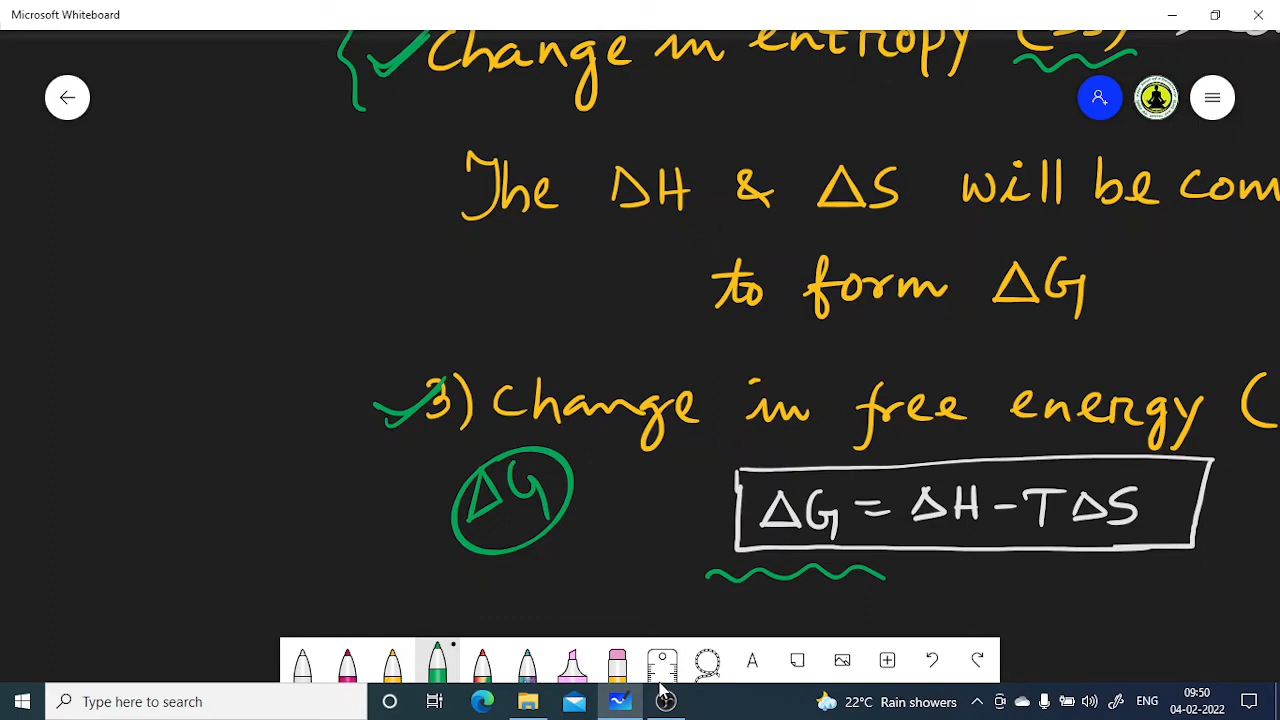 Microsoft Whiteboard
Change in entropy
The ΔH & ΔS will be
to form ΔG
3) Change in free energy (
ΔG
ΔG = ΔH - TΔS
Type here to search
22°C Rain showers
ENG
09:50
04-02-2022